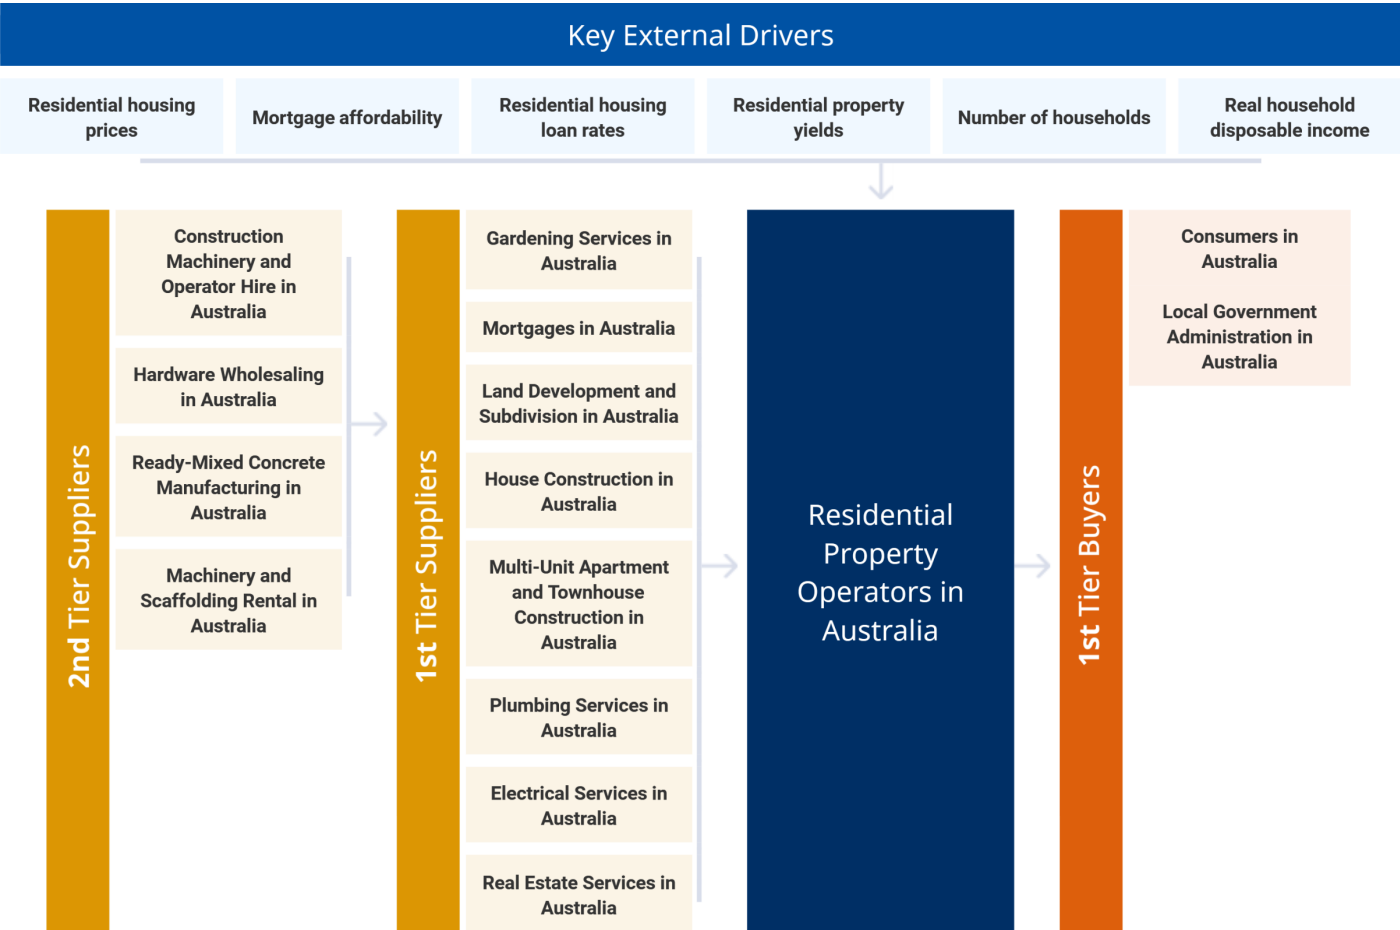 Key External Drivers
Residential housing
prices
Mortgage affordability
Residential housing
loan rates
Residential property
yields
Number of households
Real household
disposable income
2nd Tier Suppliers
Construction
Machinery and
Operator Hire in
Australia
Hardware Wholesaling
in Australia
Ready-Mixed Concrete
Manufacturing in
Australia
Machinery and
Scaffolding Rental in
Australia
1st Tier Suppliers
Gardening Services in
Australia
Mortgages in Australia
Land Development and
Subdivision in Australia
House Construction in
Australia
Multi-Unit Apartment
and Townhouse
Construction in
Australia
Plumbing Services in
Australia
Electrical Services in
Australia
Real Estate Services in
Australia
Residential
Property
Operators in
Australia
1st Tier Buyers
Consumers in
Australia
Local Government
Administration in
Australia